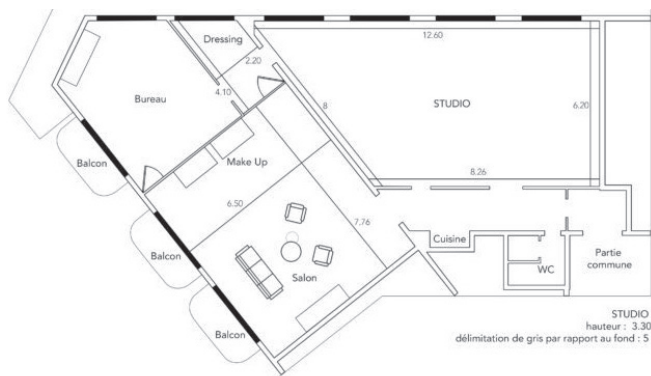 Dressing
12.60
2.20
Bureau
4.10
8
STUDIO
6.20
Balcon
Make Up
8.26
6.50
7.76
Balcon
Cuisine
Salon
WC
Partie
commune
Balcon
STUDIO
hauteur : 3.30
délimitation de gris par rapport au fond : 5